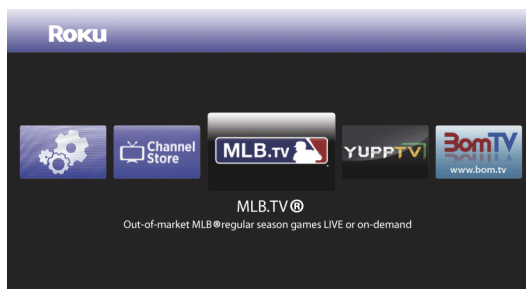 Roku
Channel
Store
MLB.TV
YUPPTV
BomTV
www.bom.tv
MLB.TV®
Out-of-market MLB®regular season games LIVE or on-demand